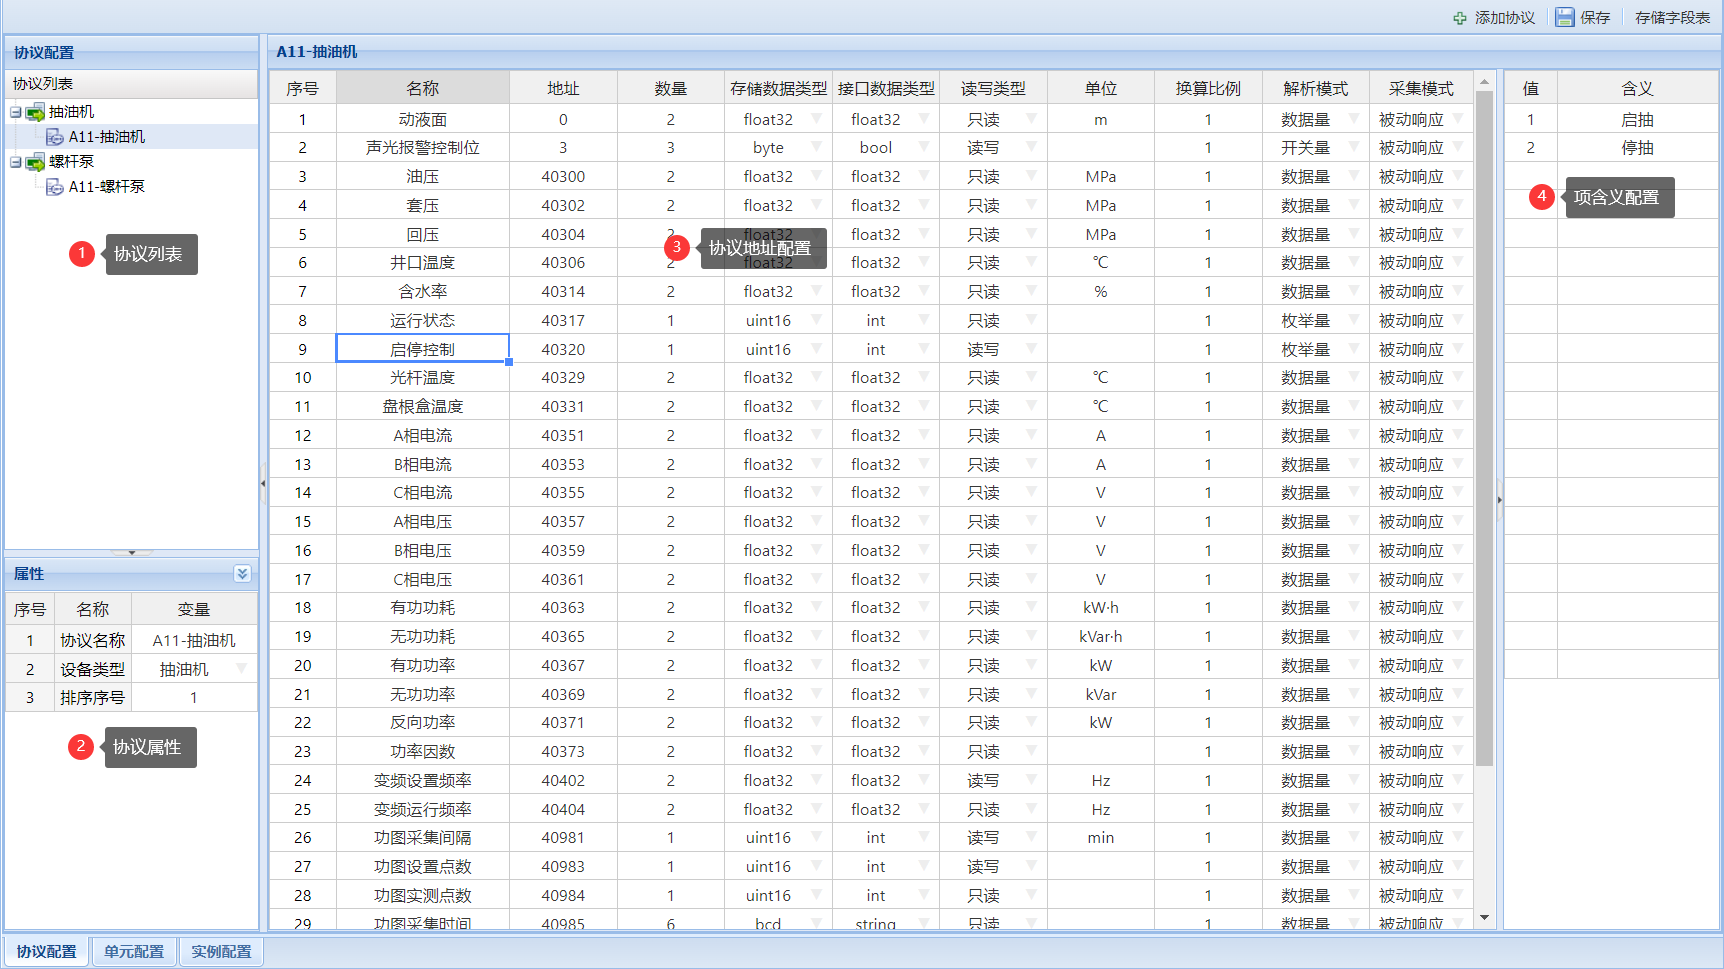 添加协议 保存 存储字段表
协议配置
协议列表
抽油机
A11-抽油机
螺杆泵
A11-螺杆泵
1 协议列表
属性
序号 名称 变量
1 协议名称 A11-抽油机
2 设备类型 抽油机
3 排序序号 1
2 协议属性
A11-抽油机
序号 名称 地址 数量 存储数据类型 接口数据类型 读写类型 单位 换算比例 解析模式 采集模式
1 动液面 0 2 float32 float32 只读 m 1 数据量 被动响应
2 声光报警控制位 3 3 byte bool 读写 1 开关量 被动响应
3 油压 40300 2 float32 float32 只读 MPa 1 数据量 被动响应
4 套压 40302 2 float32 float32 只读 MPa 1 数据量 被动响应
5 回压 40304 2 float32 float32 只读 MPa 1 数据量 被动响应
3 协议地址配置
6 井口温度 40306 2 float32 float32 只读 ℃ 1 数据量 被动响应
7 含水率 40314 2 float32 float32 只读 % 1 数据量 被动响应
8 运行状态 40317 1 uint16 int 只读 1 枚举量 被动响应
9 启停控制 40320 1 uint16 int 读写 1 枚举量 被动响应
10 光杆温度 40329 2 float32 float32 只读 ℃ 1 数据量 被动响应
11 盘根盒温度 40331 2 float32 float32 只读 ℃ 1 数据量 被动响应
12 A相电流 40351 2 float32 float32 只读 A 1 数据量 被动响应
13 B相电流 40353 2 float32 float32 只读 A 1 数据量 被动响应
14 C相电流 40355 2 float32 float32 只读 V 1 数据量 被动响应
15 A相电压 40357 2 float32 float32 只读 V 1 数据量 被动响应
16 B相电压 40359 2 float32 float32 只读 V 1 数据量 被动响应
17 C相电压 40361 2 float32 float32 只读 V 1 数据量 被动响应
18 有功功耗 40363 2 float32 float32 只读 kW·h 1 数据量 被动响应
19 无功功耗 40365 2 float32 float32 只读 kVar·h 1 数据量 被动响应
20 有功功率 40367 2 float32 float32 只读 kW 1 数据量 被动响应
21 无功功率 40369 2 float32 float32 只读 kVar 1 数据量 被动响应
22 反向功率 40371 2 float32 float32 只读 kW 1 数据量 被动响应
23 功率因数 40373 2 float32 float32 只读 1 数据量 被动响应
24 变频设置频率 40402 2 float32 float32 读写 Hz 1 数据量 被动响应
25 变频运行频率 40404 2 float32 float32 只读 Hz 1 数据量 被动响应
26 功图采集间隔 40981 1 uint16 int 读写 min 1 数据量 被动响应
27 功图设置点数 40983 1 uint16 int 读写 1 数据量 被动响应
28 功图实测点数 40984 1 uint16 int 只读 1 数据量 被动响应
29 功图采集时间 40985 6 bcd string 只读 1 数据量 被动响应
值 含义
1 启抽
2 停抽
4 项含义配置
协议配置 单元配置 实例配置